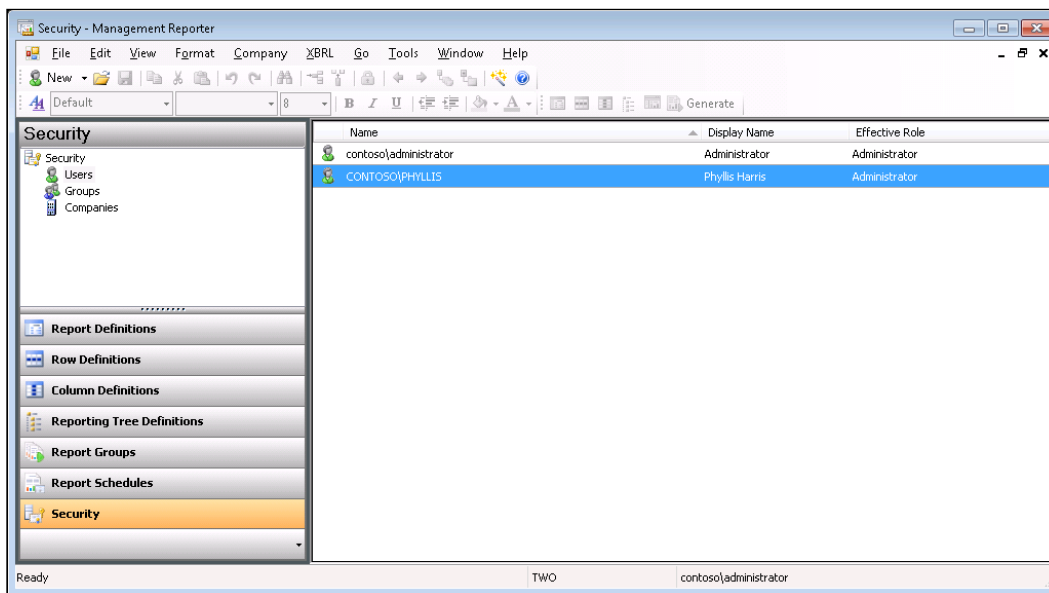 Security - Management Reporter
File Edit View Format Company XBRL Go Tools Window Help
New
Default 8 B I U A Generate
Security
Name Display Name Effective Role
Security
Users
Groups
Companies
contoso\administrator Administrator Administrator
CONTOSO\PHYLLIS Phyllis Harris Administrator
Report Definitions
Row Definitions
Column Definitions
Reporting Tree Definitions
Report Groups
Report Schedules
Security
Ready TWO contoso\administrator